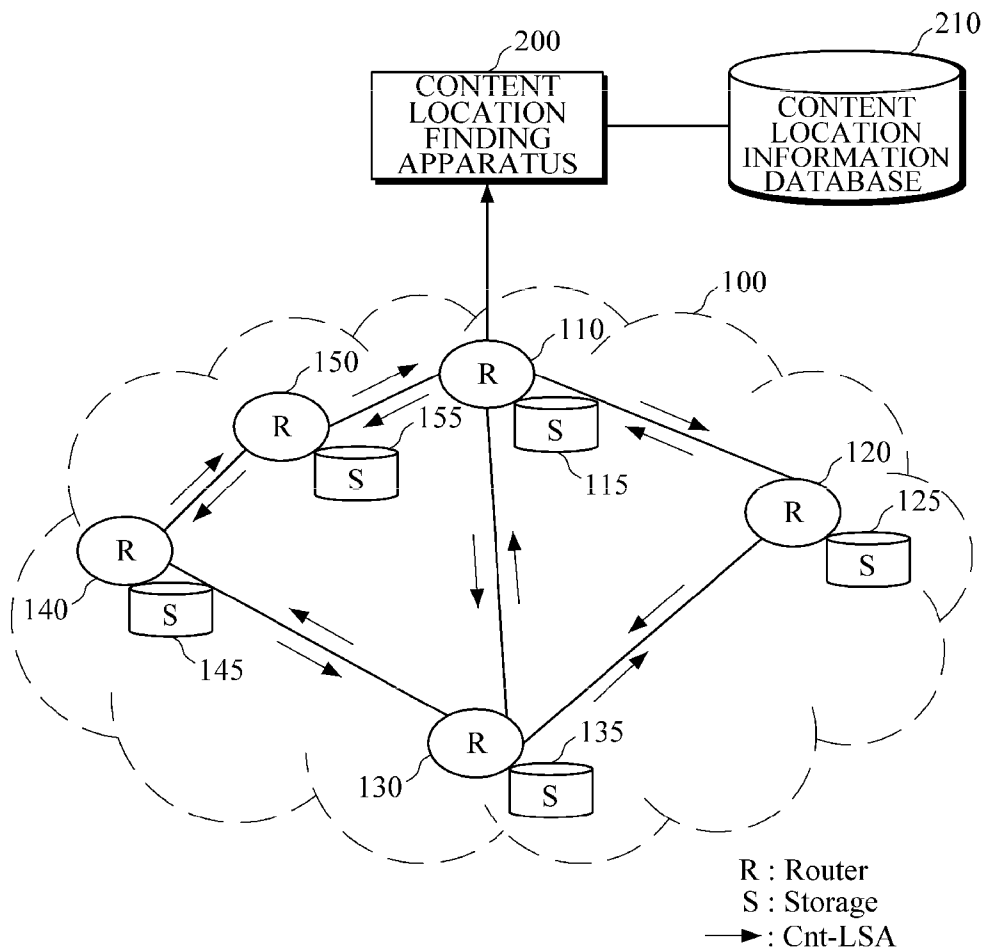 200
210
CONTENT
LOCATION
FINDING
APPARATUS
CONTENT
LOCATION
INFORMATION
DATABASE
100
110
150
R
155
R
S
115
120
S
125
R
R
S
140
S
145
R
135
130
S
R : Router
S : Storage
: Cnt-LSA